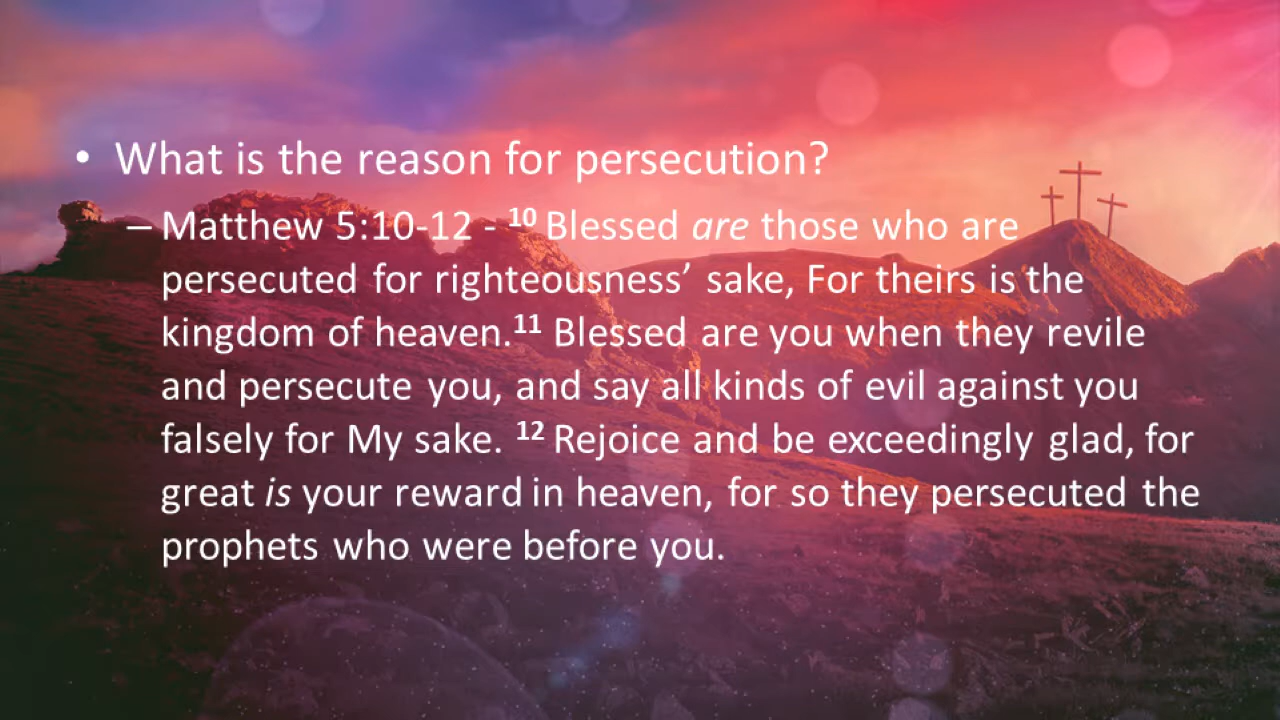 • What is the reason for persecution?
– Matthew 5:10-12 - 10 Blessed are those who are
persecuted for righteousness’ sake, For theirs is the
kingdom of heaven.11 Blessed are you when they revile
and persecute you, and say all kinds of evil against you
falsely for My sake. 12 Rejoice and be exceedingly glad, for
great is your reward in heaven, for so they persecuted the
prophets who were before you.